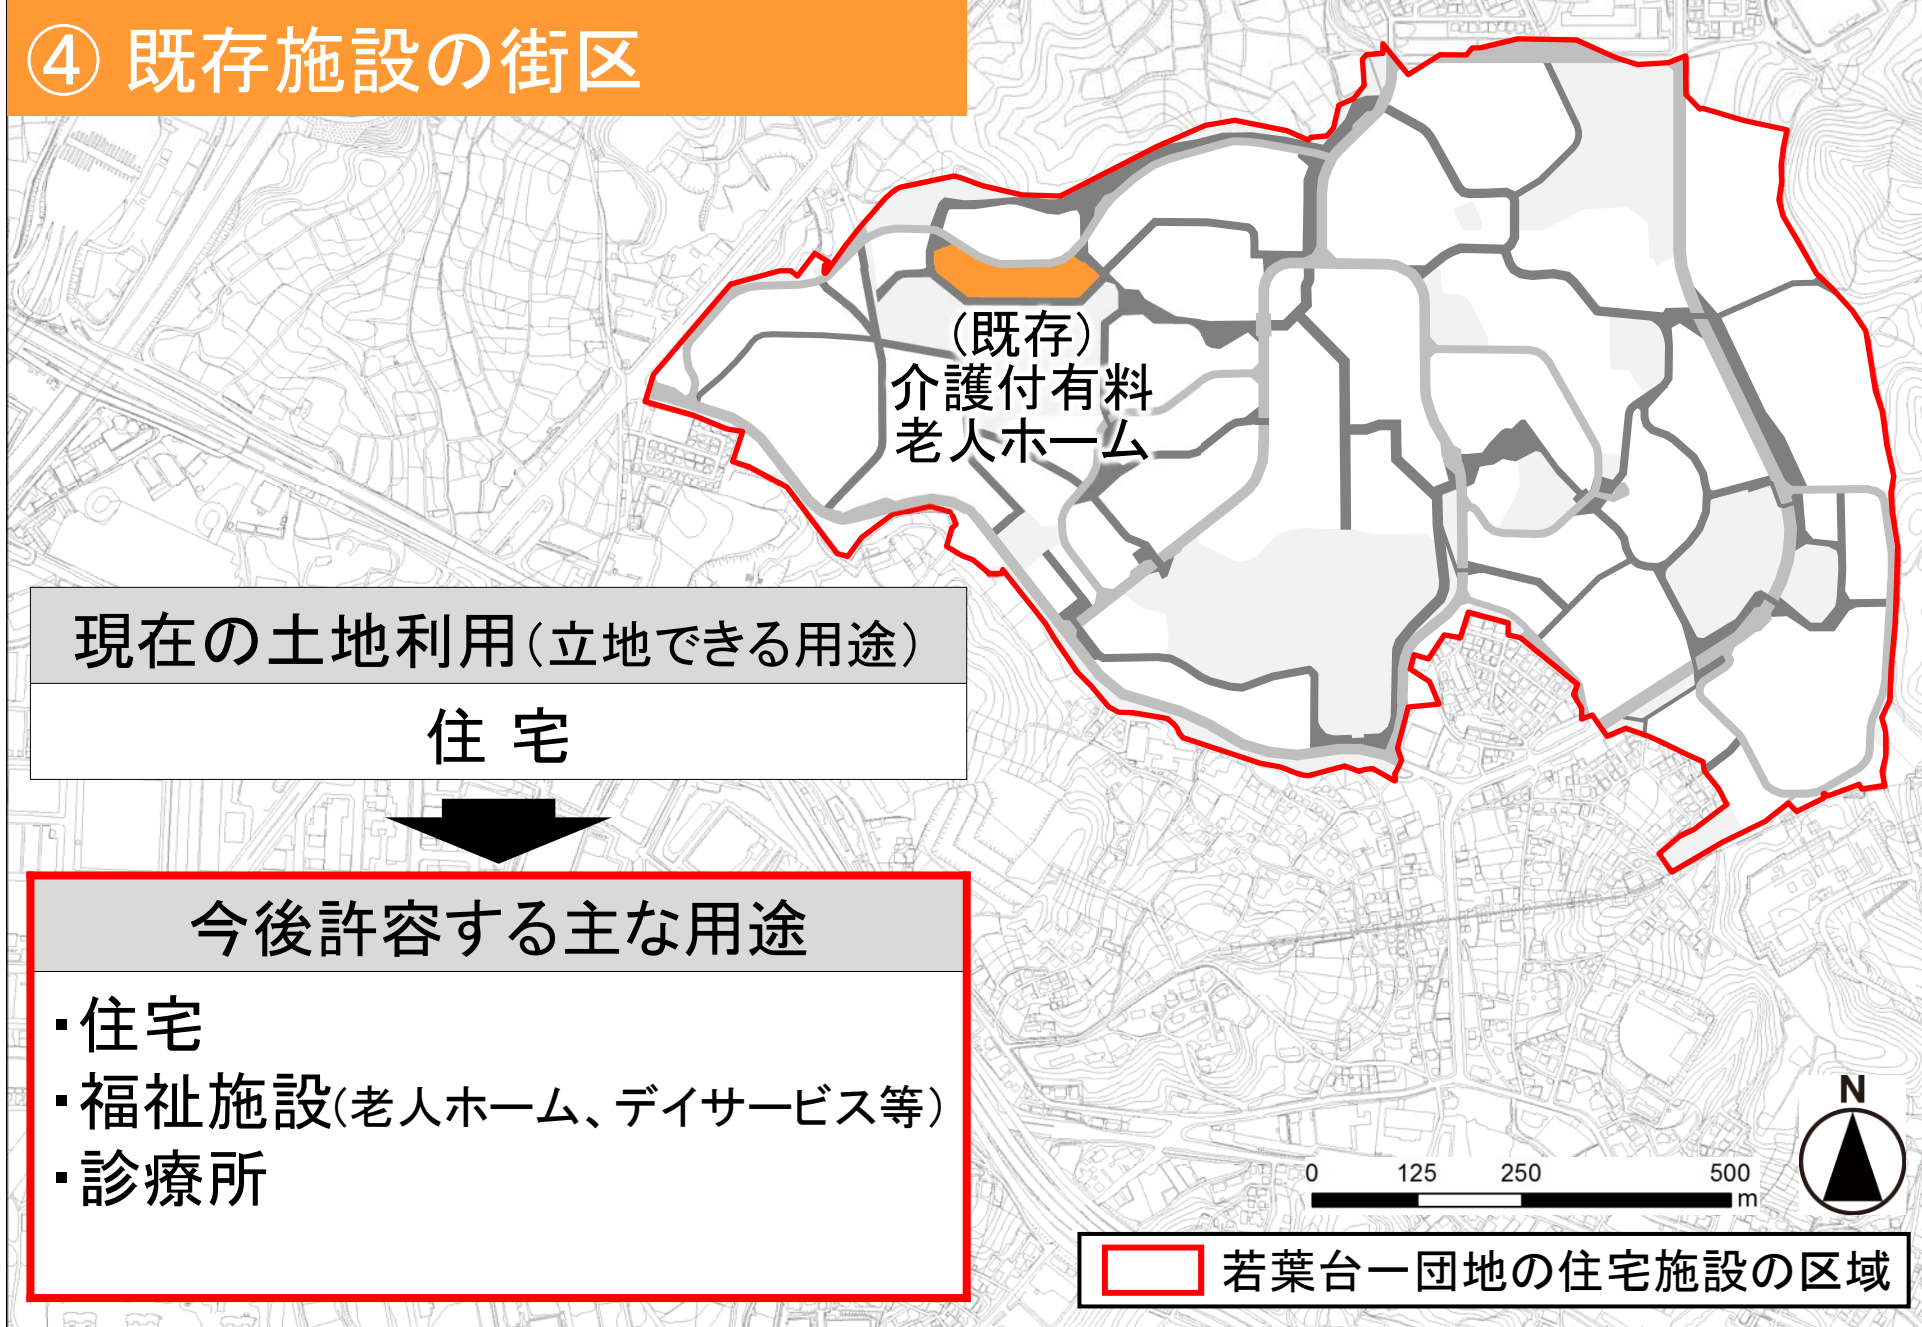 ④ 既存施設の街区
(既存)
介護付有料
老人ホーム
現在の土地利用(立地できる用途)
住 宅
今後許容する主な用途
・住宅
・福祉施設(老人ホーム、デイサービス等)
・診療所
N
0 125 250 500
m
若葉台一団地の住宅施設の区域